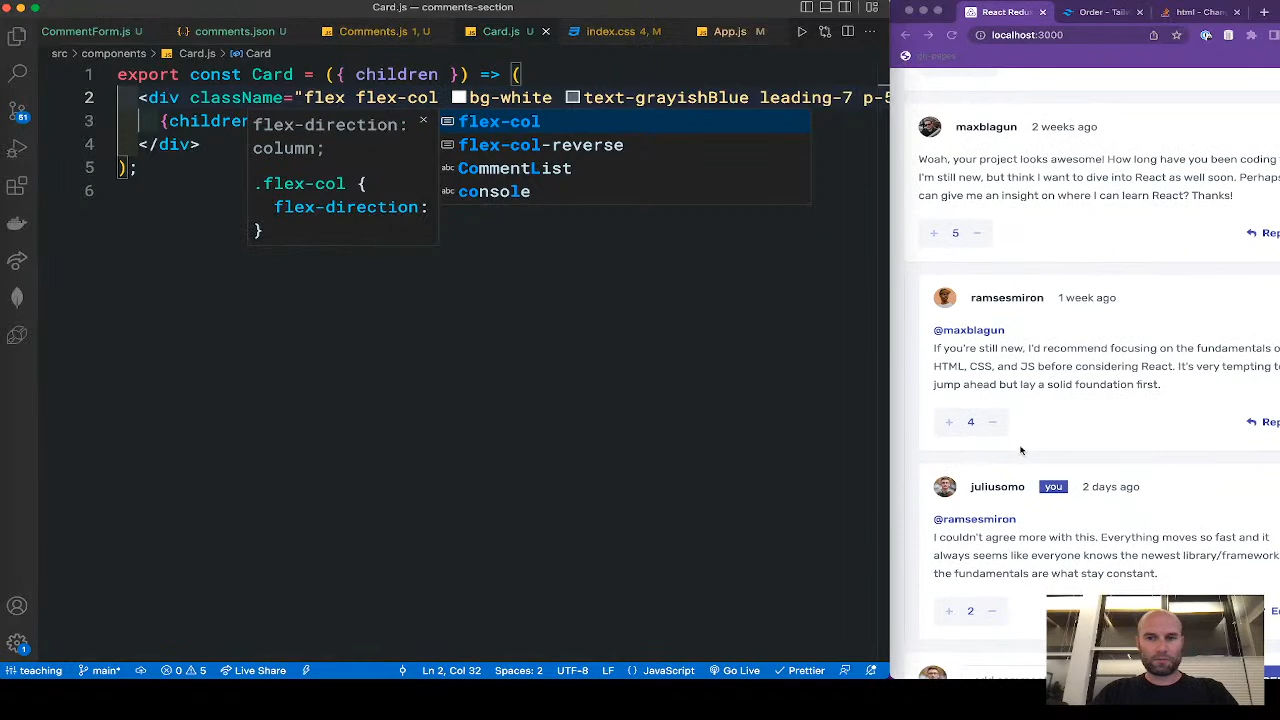 Card.js — comments-section
CommentForm.js U
{} comments.json U
Comments.js 1, U
Card.js U
index.css 4, M
App.js M
src > components > Card.js > Card
1 export const Card = ({ children }) => (
2 <div className="flex flex-col bg-white text-grayishBlue leading-7 p-5
3 {children
4 </div>
5 );
6
flex-direction: column;
.flex-col {
flex-direction:
}
flex-col
flex-col-reverse
abc CommentList
abc console
51
1
teaching
main*
0 5
Live Share
Ln 2, Col 32
Spaces: 2
UTF-8
LF
{} JavaScript
Go Live
Prettier
React Redux
Order - Tail
html - Chan
localhost:3000
gh-pages
maxblagun 2 weeks ago
Woah, your project looks awesome! How long have you been coding
I'm still new, but think I want to dive into React as well soon. Perhaps
can give me an insight on where I can learn React? Thanks!
+ 5 −
Rep
ramsesmiron 1 week ago
@maxblagun
If you're still new, I'd recommend focusing on the fundamentals o
HTML, CSS, and JS before considering React. It's very tempting to
jump ahead but lay a solid foundation first.
+ 4 −
Rep
juliusomo you 2 days ago
@ramsesmiron
I couldn't agree more with this. Everything moves so fast and it
always seems like everyone knows the newest library/framework
the fundamentals are what stay constant.
+ 2 −